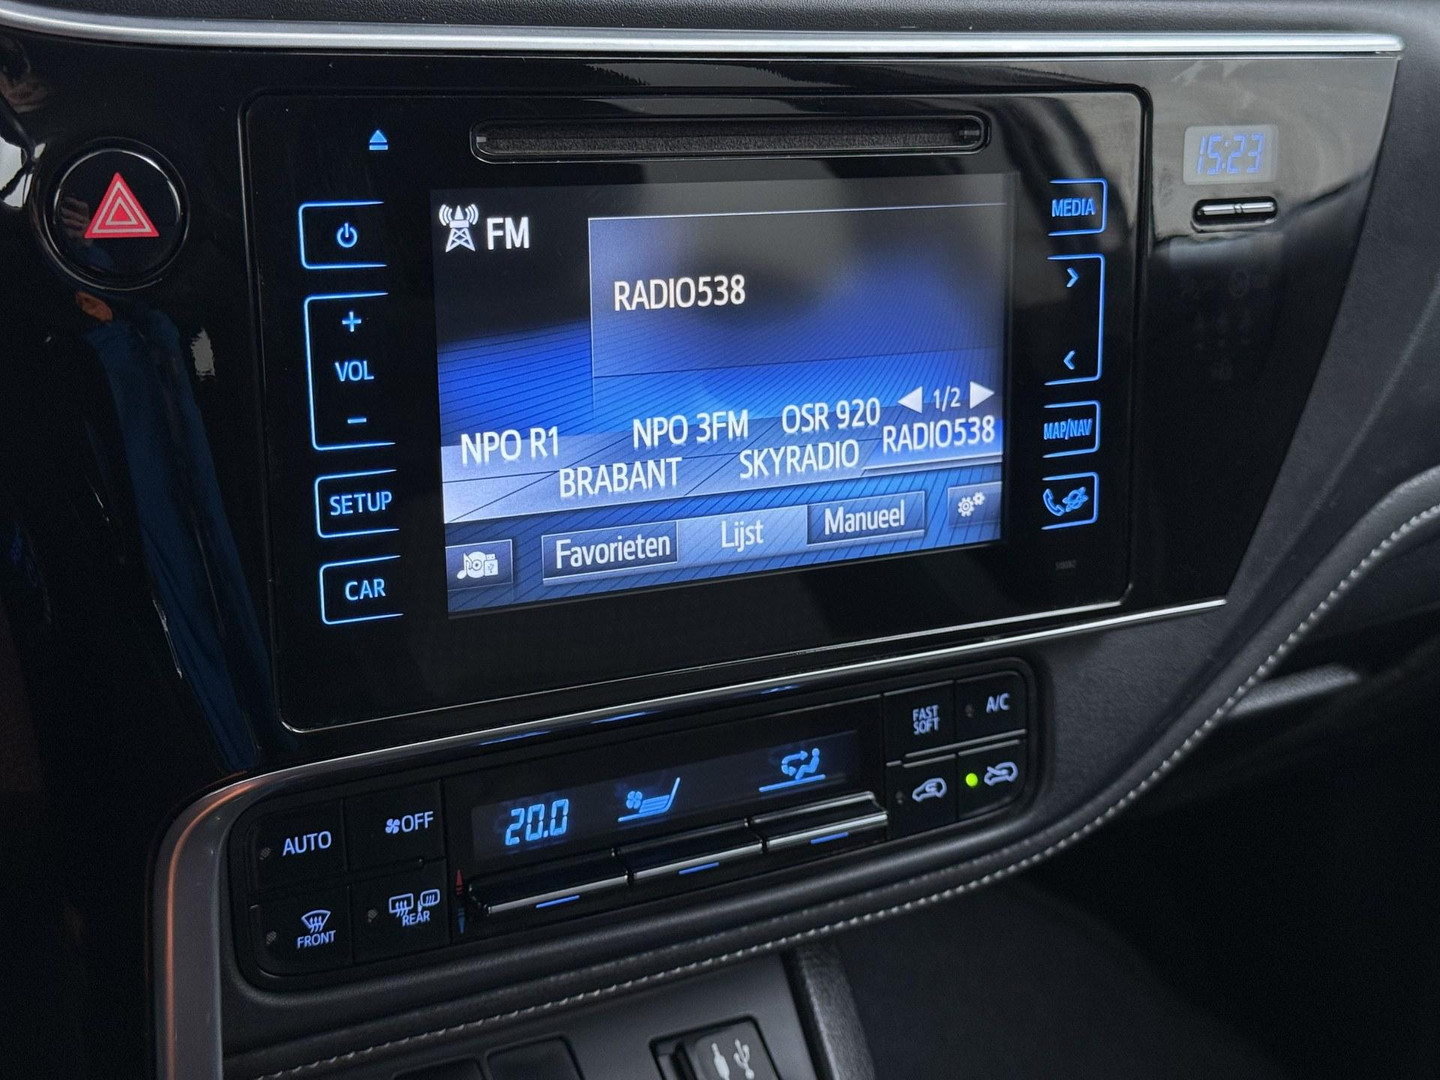 15:23
MEDIA
FM
RADIO538
VOL
1/2
NPO R1
NPO 3FM
OSR 920
BRABANT
SKYRADIO
RADIO538
MAP/NAV
SETUP
Favorieten
Lijst
Manueel
CAR
FAST
SOFT
A/C
20.0
AUTO
OFF
FRONT
REAR